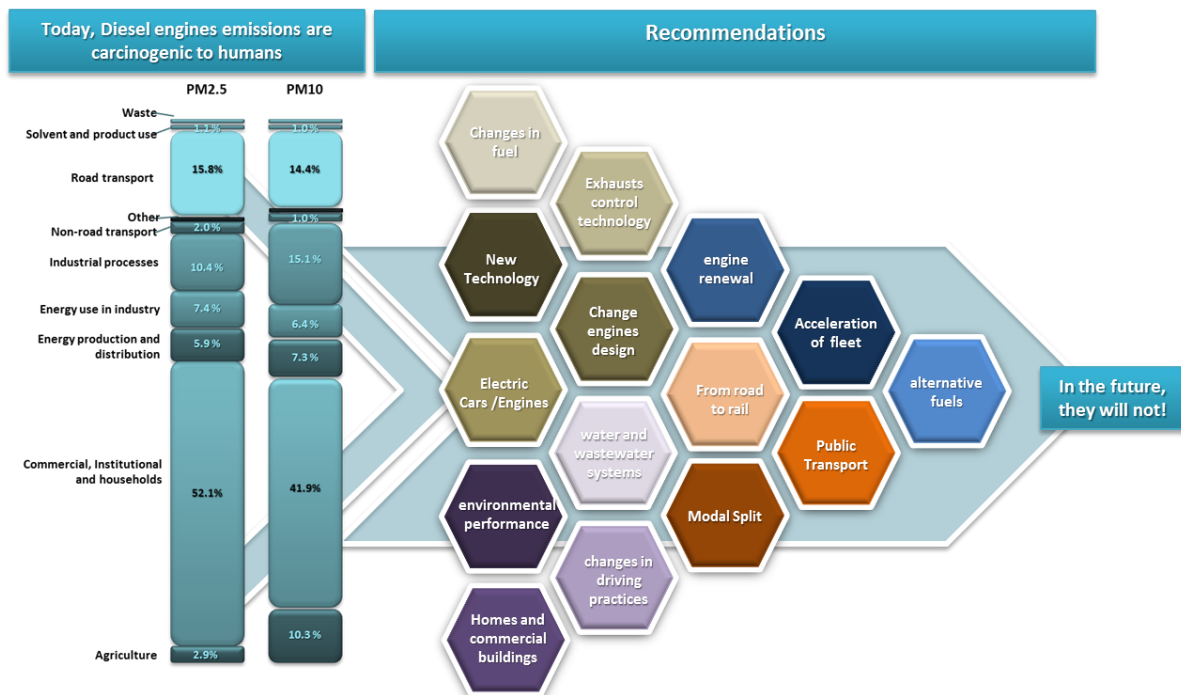 Today, Diesel engines emissions are
carcinogenic to humans
Recommendations
PM2.5
PM10
Waste
Solvent and product use
Road transport
Other
Non-road transport
Industrial processes
Energy use in industry
Energy production and
distribution
Commercial, Institutional
and households
Agriculture
1.1 %
15.8%
2.0%
10.4 %
7.4 %
5.9 %
52.1%
2.9%
1.0 %
14.4%
1.0 %
15.1 %
6.4 %
7.3 %
41.9%
10.3 %
Changes in
fuel
Exhausts
control
technology
New
Technology
engine
renewal
Change
engines
design
Acceleration
of fleet
Electric
Cars /Engines
From road
to rail
alternative
fuels
water and
wastewater
systems
Public
Transport
environmental
performance
Modal Split
changes in
driving
practices
Homes and
commercial
buildings
In the future,
they will not!